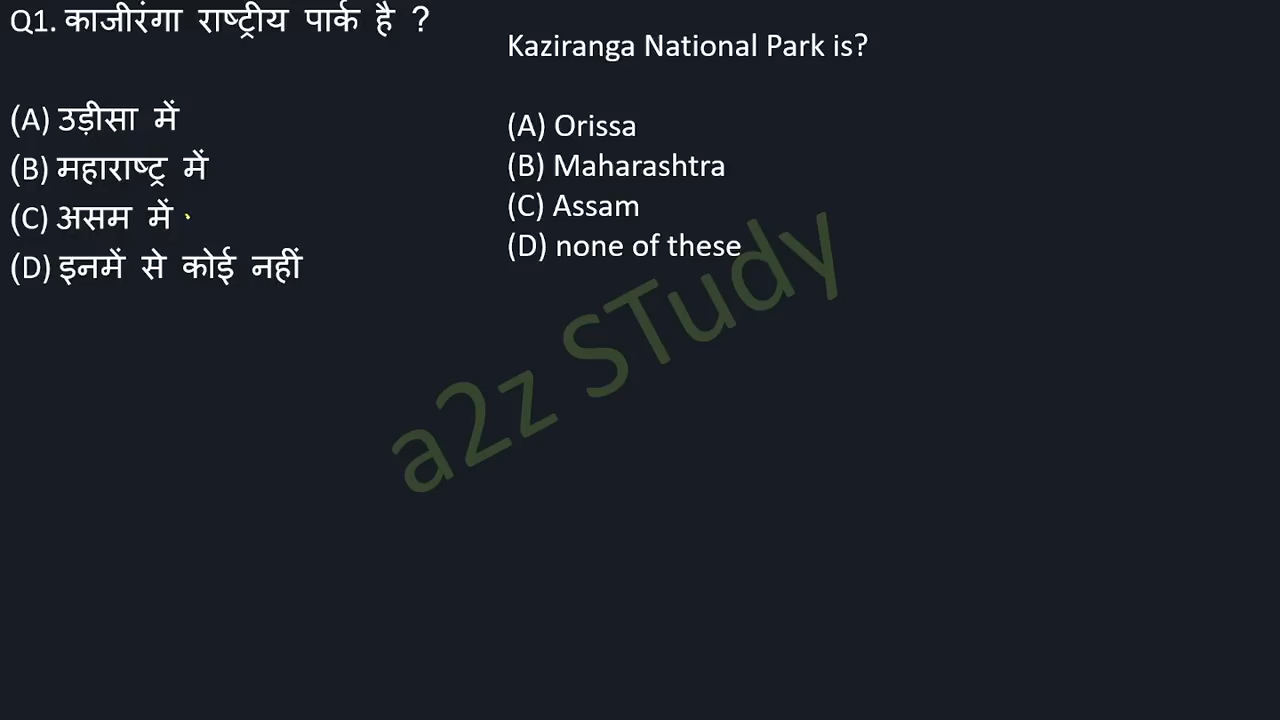 Q1. काजीरंगा राष्ट्रीय पार्क है ?
(A) उड़ीसा में
(B) महाराष्ट्र में
(C) असम में
(D) इनमें से कोई नहीं
Kaziranga National Park is?
(A) Orissa
(B) Maharashtra
(C) Assam
(D) none of these
a2z STudy